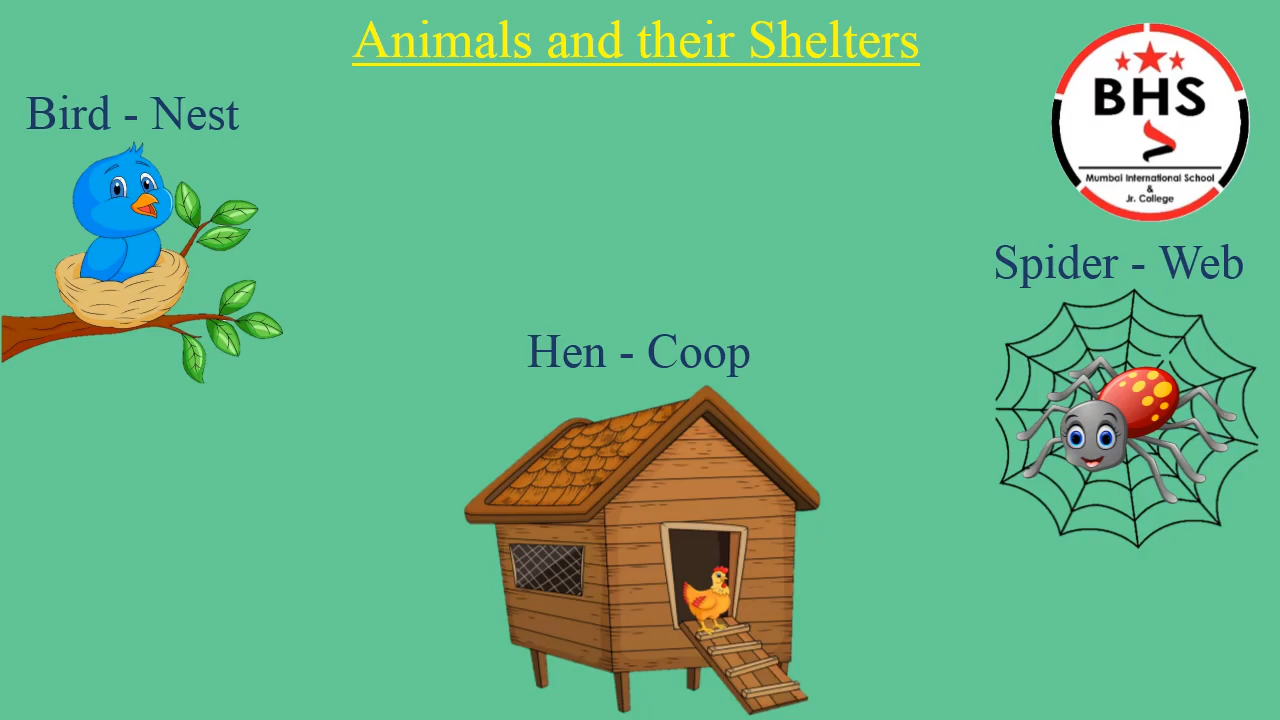 Animals and their Shelters
Bird - Nest
BHS
Mumbai International School
&
Jr. College
Spider - Web
Hen - Coop